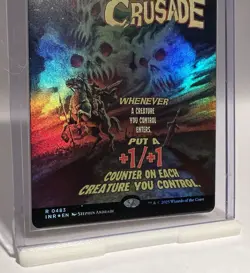 CRUSADE
WHENEVER
A CREATURE
YOU CONTROL
ENTERS,
PUT A
+1/+1
COUNTER ON EACH
CREATURE YOU CONTROL.
R 0483
INR★EN STEPHEN ANDRADE
™ & © 2025 Wizards of the Coast